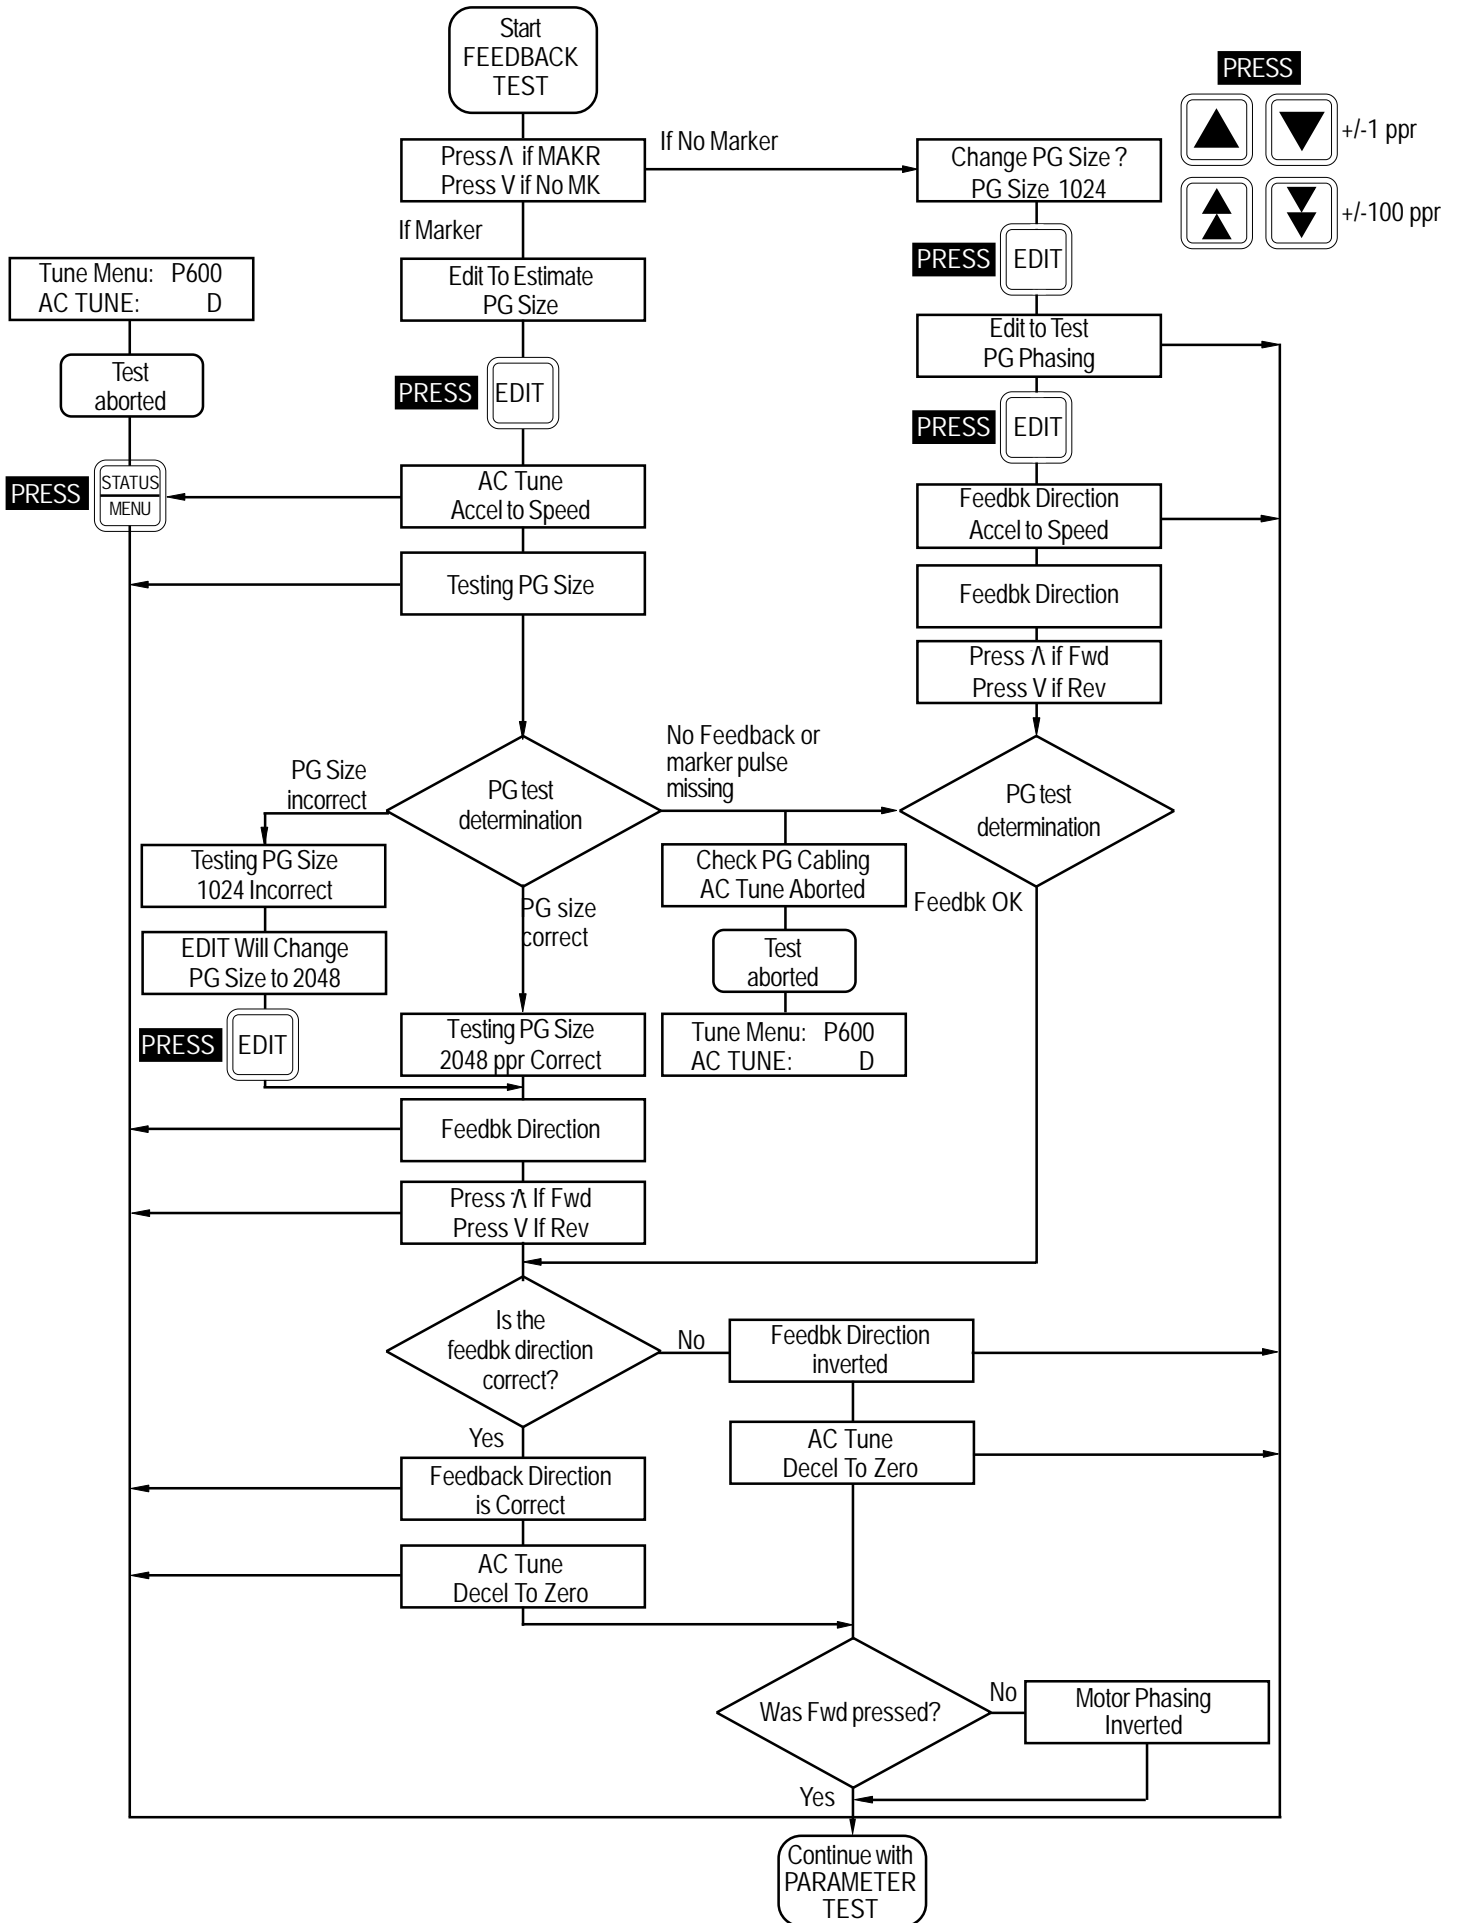 Start
FEEDBACK
TEST
PRESS
+/-1 ppr
+/-100 ppr
Press Λ if MAKR
Press V if No MK
If No Marker
Change PG Size ?
PG Size 1024
If Marker
PRESS
EDIT
Tune Menu: P600
AC TUNE: D
Edit To Estimate
PG Size
Edit to Test
PG Phasing
Test
aborted
PRESS
EDIT
PRESS
EDIT
PRESS
STATUS
MENU
AC Tune
Accel to Speed
Feedbk Direction
Accel to Speed
Testing PG Size
Feedbk Direction
Press Λ if Fwd
Press V if Rev
PG Size
incorrect
PG test
determination
No Feedback or
marker pulse
missing
PG test
determination
Testing PG Size
1024 Incorrect
Check PG Cabling
AC Tune Aborted
PG size
correct
Feedbk OK
EDIT Will Change
PG Size to 2048
Test
aborted
PRESS
EDIT
Testing PG Size
2048 ppr Correct
Tune Menu: P600
AC TUNE: D
Feedbk Direction
Press Λ If Fwd
Press V If Rev
Is the
feedbk direction
correct?
No
Feedbk Direction
inverted
Yes
AC Tune
Decel To Zero
Feedback Direction
is Correct
AC Tune
Decel To Zero
Was Fwd pressed?
No
Motor Phasing
Inverted
Yes
Continue with
PARAMETER
TEST